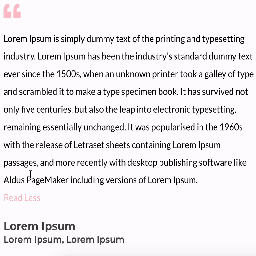 Lorem Ipsum is simply dummy text of the printing and typesetting
industry. Lorem Ipsum has been the industry's standard dummy text
ever since the 1500s, when an unknown printer took a galley of type
and scrambled it to make a type specimen book. It has survived not
only five centuries, but also the leap into electronic typesetting,
remaining essentially unchanged. It was popularised in the 1960s
with the release of Letraset sheets containing Lorem Ipsum
passages, and more recently with desktop publishing software like
Aldus PageMaker including versions of Lorem Ipsum.
Read Less
Lorem Ipsum
Lorem Ipsum, Lorem Ipsum